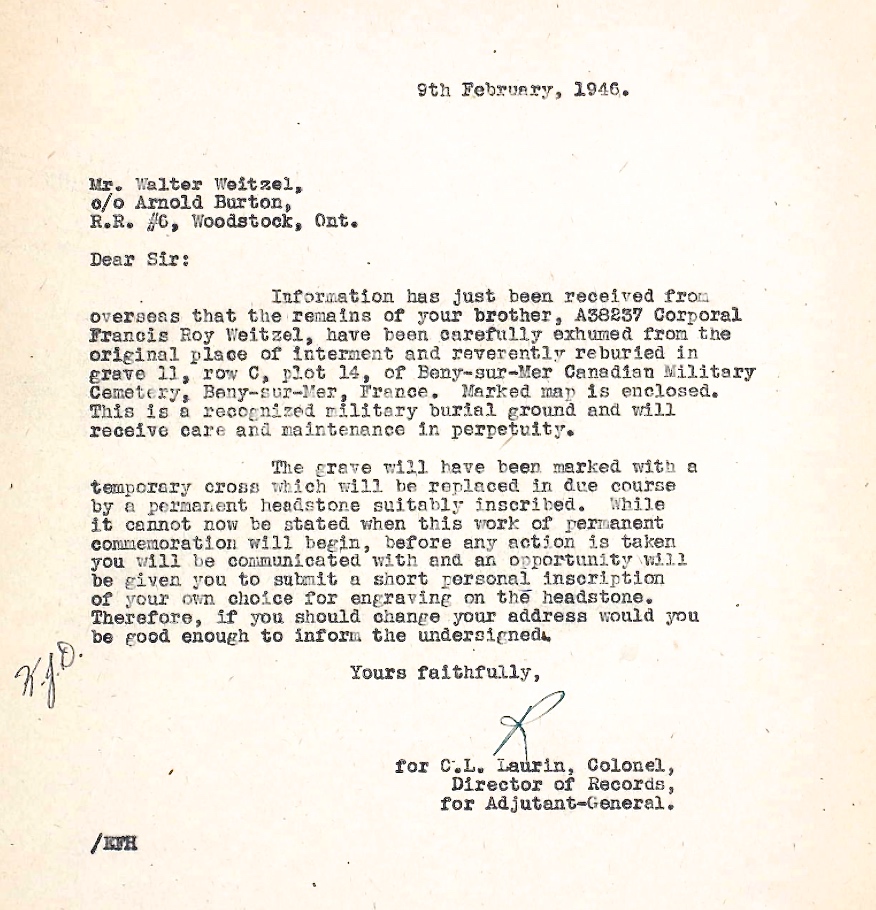 9th February, 1946.
Mr. Walter Weitzel,
c/o Arnold Burton,
R.R. #6, Woodstock, Ont.
Dear Sir:
Information has just been received from
overseas that the remains of your brother, A38237 Corporal
Francis Roy Weitzel, have been carefully exhumed from the
original place of interment and reverently reburied in
grave 11, row C, plot 14, of Beny-sur-Mer Canadian Military
Cemetery, Beny-sur-Mer, France. Marked map is enclosed.
This is a recognized military burial ground and will
receive care and maintenance in perpetuity.
The grave will have been marked with a
temporary cross which will be replaced in due course
by a permanent headstone suitably inscribed. While
it cannot now be stated when this work of permanent
commemoration will begin, before any action is taken
you will be communicated with and an opportunity will
be given you to submit a short personal inscription
of your own choice for engraving on the headstone.
Therefore, if you should change your address would you
be good enough to inform the undersigned.
Yours faithfully,
for C.L. Laurin, Colonel,
Director of Records,
for Adjutant-General.
/EFH